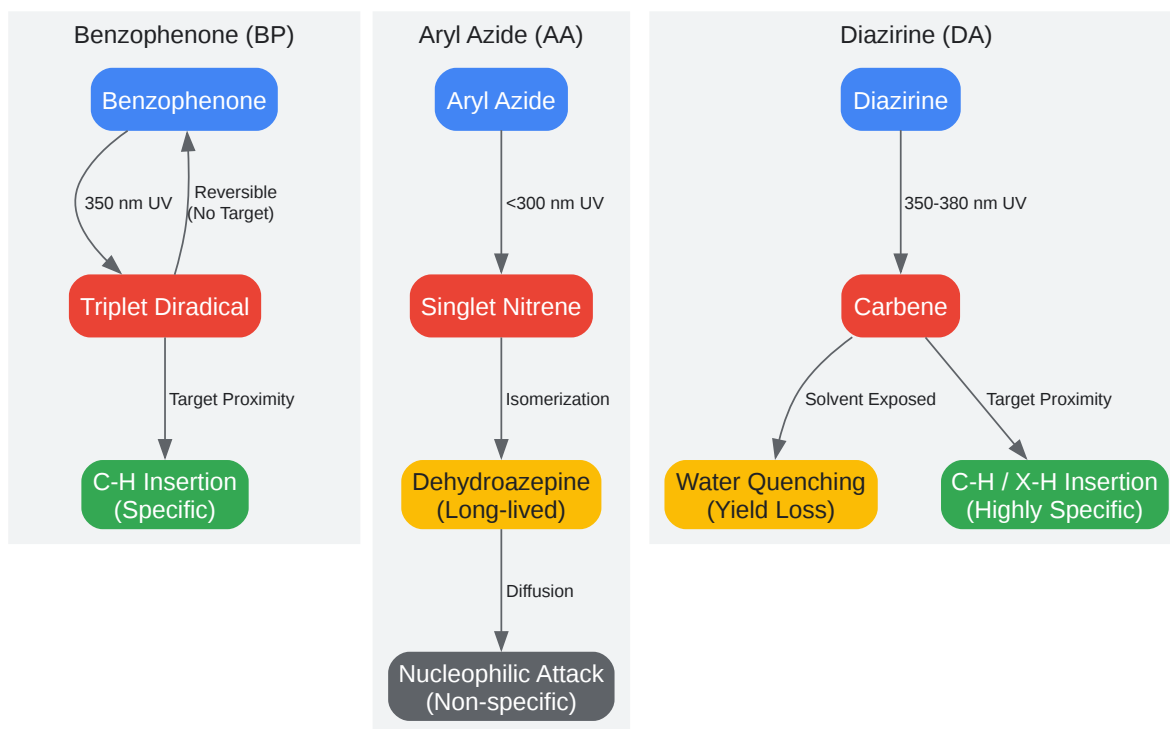 Benzophenone (BP)
Benzophenone
350 nm UV
Reversible
(No Target)
Triplet Diradical
Target Proximity
C-H Insertion
(Specific)
Aryl Azide (AA)
Aryl Azide
<300 nm UV
Singlet Nitrene
Isomerization
Dehydroazepine
(Long-lived)
Diffusion
Nucleophilic Attack
(Non-specific)
Diazirine (DA)
Diazirine
350-380 nm UV
Carbene
Solvent Exposed
Target Proximity
Water Quenching
(Yield Loss)
C-H / X-H Insertion
(Highly Specific)